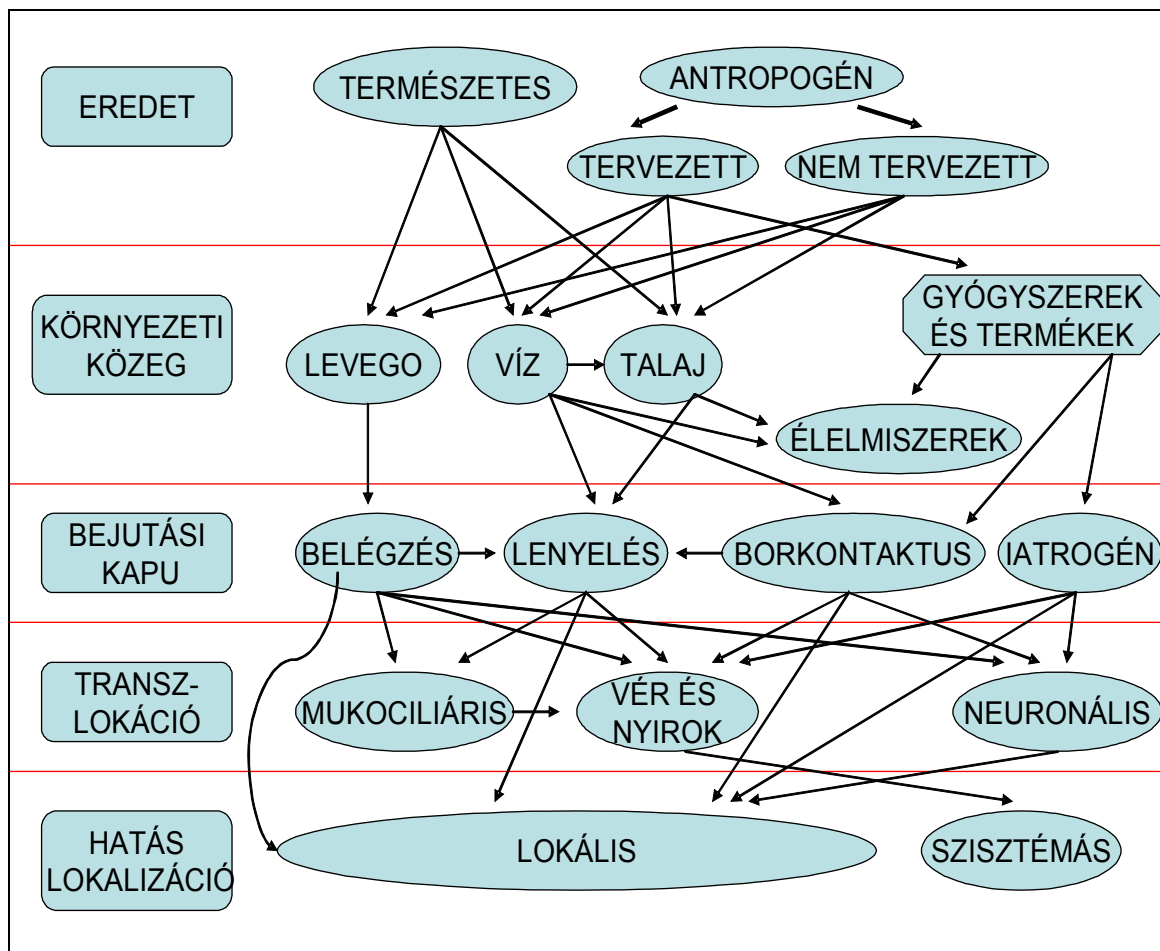 EREDET
TERMÉSZETES
ANTROPOGÉN
TERVEZETT
NEM TERVEZETT
KÖRNYEZETI
KÖZEG
LEVEGO
VÍZ
TALAJ
GYÓGYSZEREK
ÉS TERMÉKEK
ÉLELMISZEREK
BEJUTÁSI
KAPU
BELÉGZÉS
LENYELÉS
BORKONTAKTUS
IATROGÉN
TRANSZ-
LOKÁCIÓ
MUKOCILIÁRIS
VÉR ÉS
NYIROK
NEURONÁLIS
HATÁS
LOKALIZÁCIÓ
LOKÁLIS
SZISZTÉMÁS